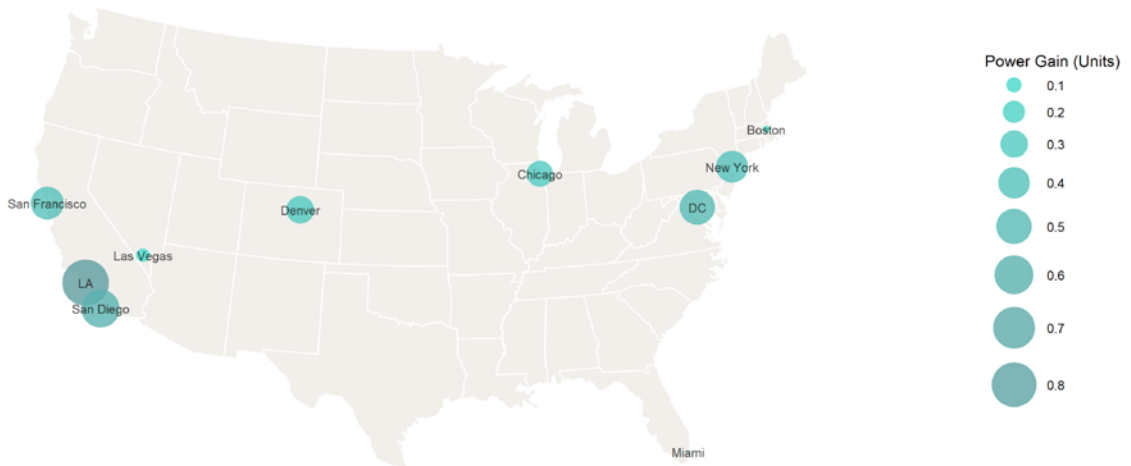 Power Gain (Units)
0.1
0.2
0.3
0.4
0.5
0.6
0.7
0.8
Boston
New York
Chicago
San Francisco
Denver
DC
Las Vegas
LA
San Diego
Miami